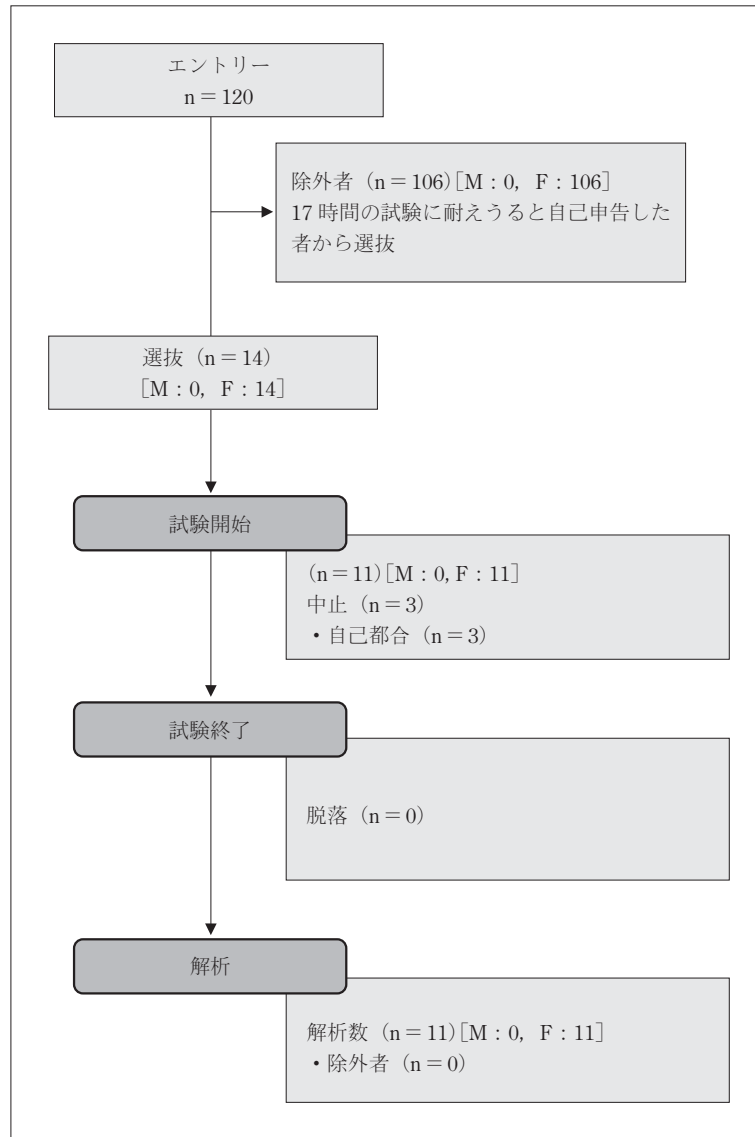 エントリー
n = 120
除外者 (n = 106)[M : 0, F : 106]
17 時間の試験に耐えうると自己申告した
者から選抜
選抜 (n = 14)
[M : 0, F : 14]
試験開始
(n = 11)[M : 0, F : 11]
中止 (n = 3)
・自己都合 (n = 3)
試験終了
脱落 (n = 0)
解析
解析数 (n = 11)[M : 0, F : 11]
・除外者 (n = 0)